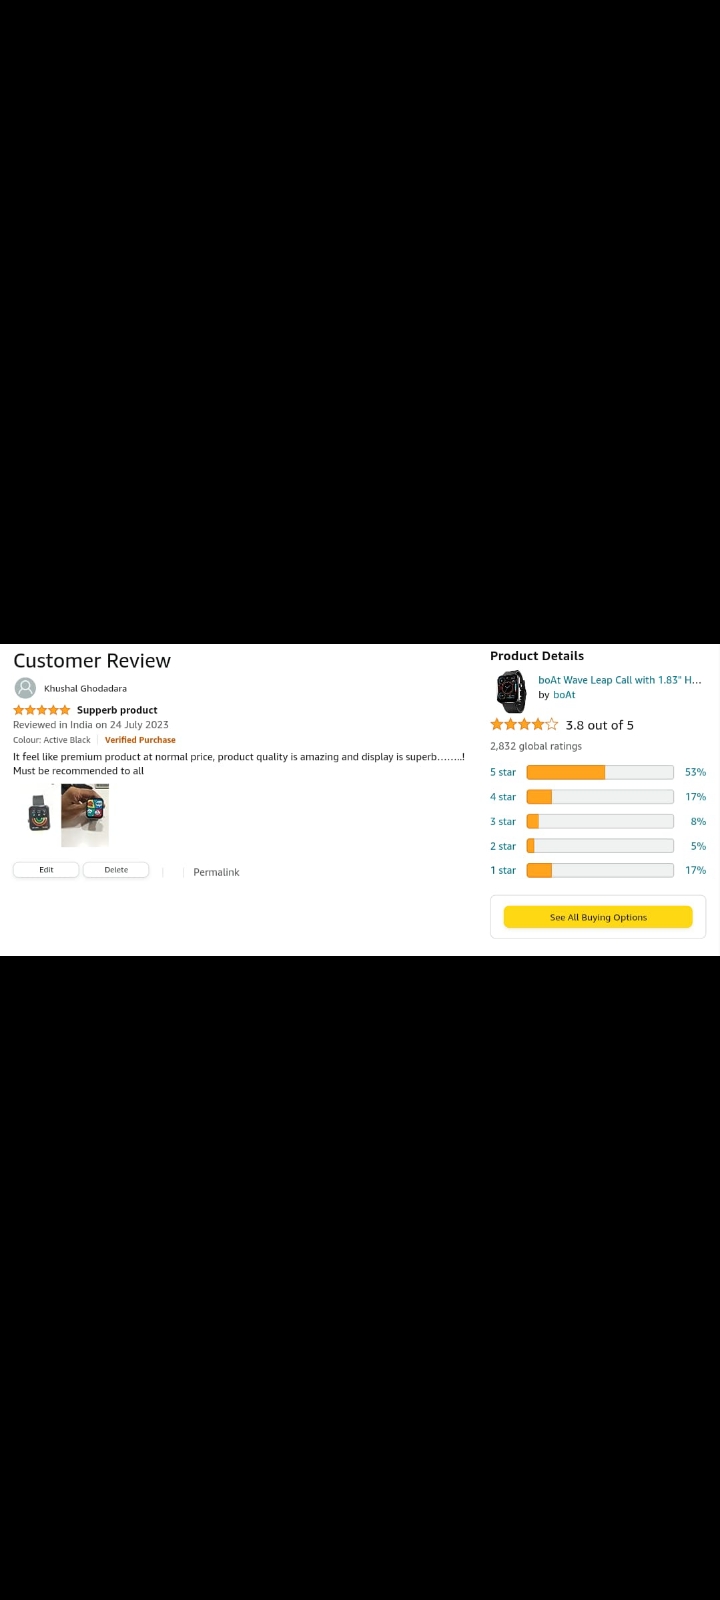 Customer Review
Khushal Ghodadara
Supperb product
Reviewed in India on 24 July 2023
Colour: Active Black | Verified Purchase
It feel like premium product at normal price, product quality is amazing and display is superb........!
Must be recommended to all
Edit
Delete
Permalink
Product Details
boAt Wave Leap Call with 1.83" H...
by boAt
3.8 out of 5
2,832 global ratings
5 star 53%
4 star 17%
3 star 8%
2 star 5%
1 star 17%
See All Buying Options